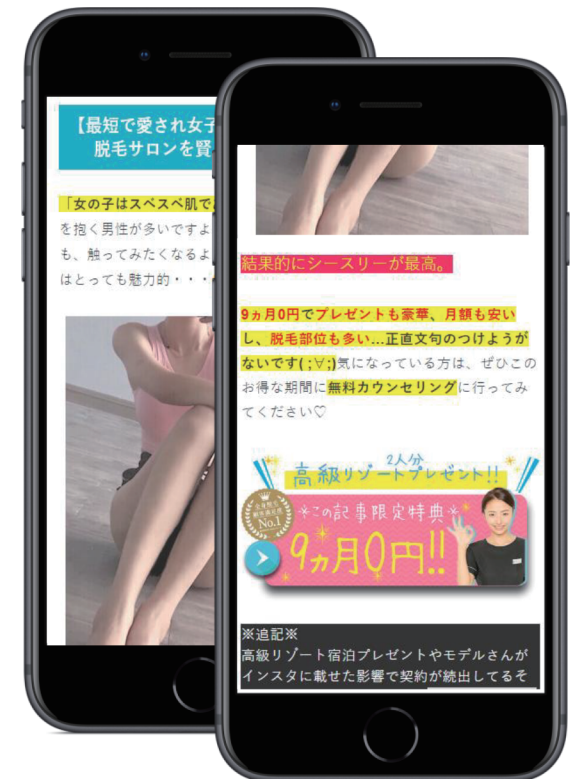 【最短で愛され女子
脱毛サロンを賢
「女の子はスベスベ肌で
を抱く男性が多いですよ
も、触ってみたくなるよ
はとっても魅力的・・・
結果的にシースリーが最高。
9ヵ月0円でプレゼントも豪華、月額も安い
し、脱毛部位も多い…正直文句のつけようが
ないです( ;∀;)気になっている方は、ぜひこの
お得な期間に無料カウンセリングに行ってみ
てください♡
2人分
高級リゾートプレゼント!!
※この記事限定特典※
No.1
9ヵ月0円!!
※追記※
高級リゾート宿泊プレゼントやモデルさんが
インスタに載せた影響で契約が続出してるそ